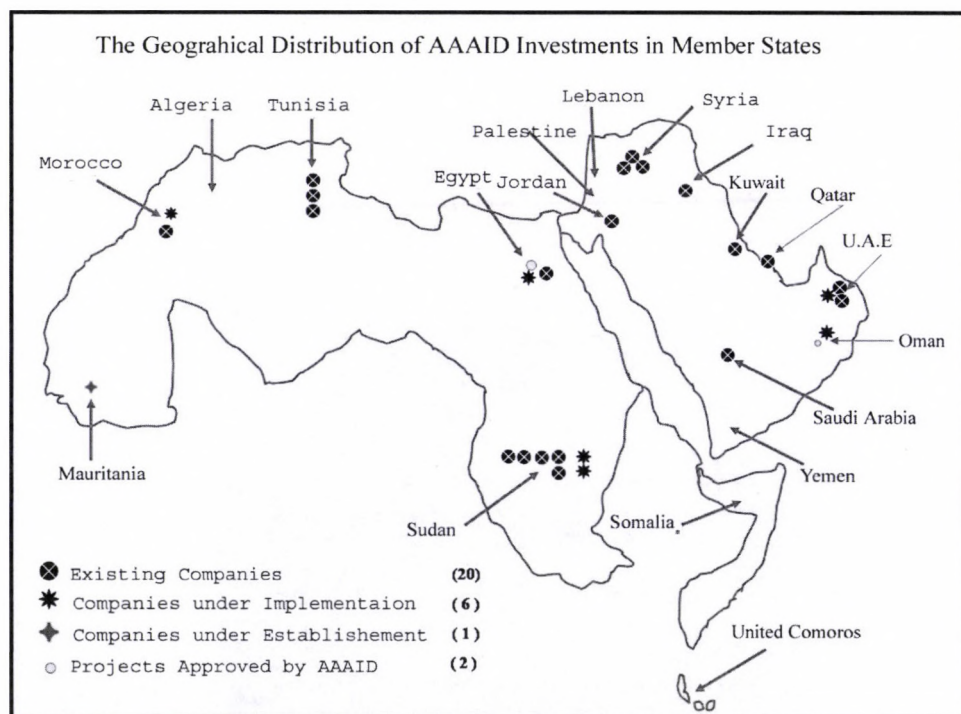 The Geograhical Distribution of AAAID Investments in Member States
Lebanon
Algeria
Tunisia
Syria
Palestine
Iraq
Morocco
Egypt
Jordan
Kuwait
Qatar
U.A.E
Oman
Saudi Arabia
Mauritania
Yemen
Sudan
Somalia
Existing Companies (20)
Companies under Implementaion (6)
Companies under Establishement (1)
United Comoros
Projects Approved by AAAID (2)